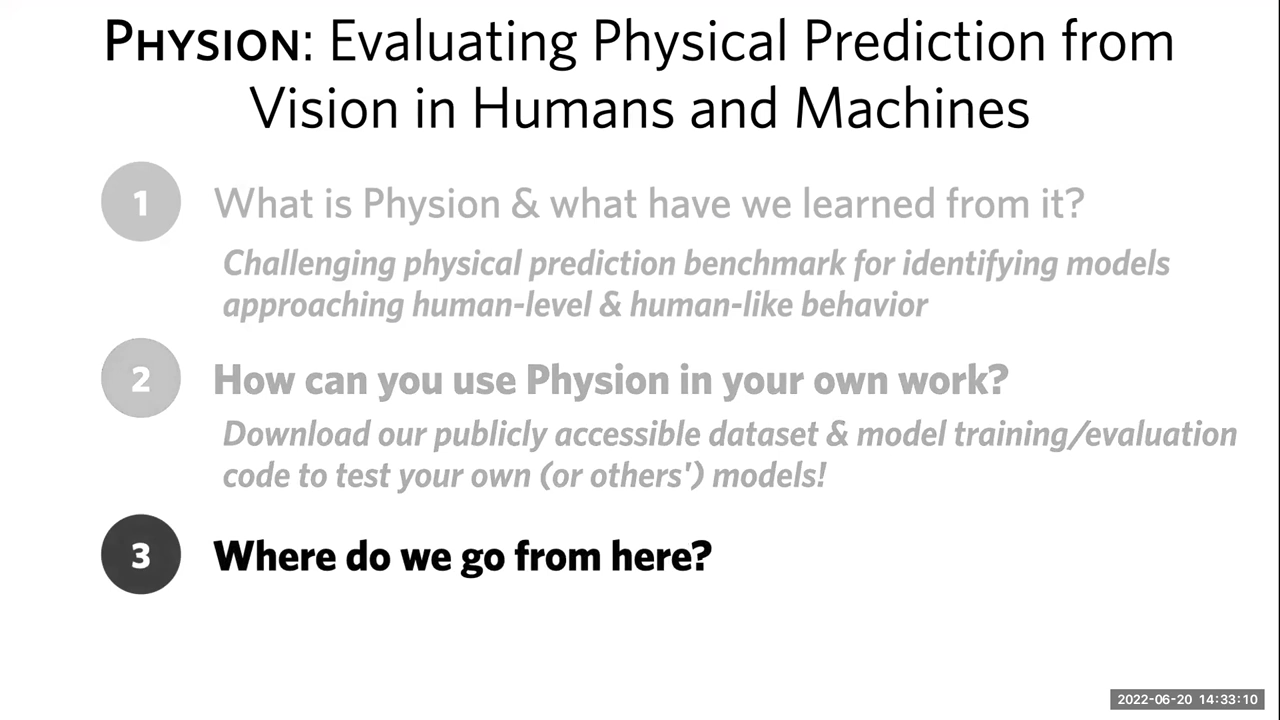 PHYSION: Evaluating Physical Prediction from
Vision in Humans and Machines
1
What is Physion & what have we learned from it?
Challenging physical prediction benchmark for identifying models
approaching human-level & human-like behavior
2
How can you use Physion in your own work?
Download our publicly accessible dataset & model training/evaluation
code to test your own (or others') models!
3
Where do we go from here?
2022-06-20 14:33:10